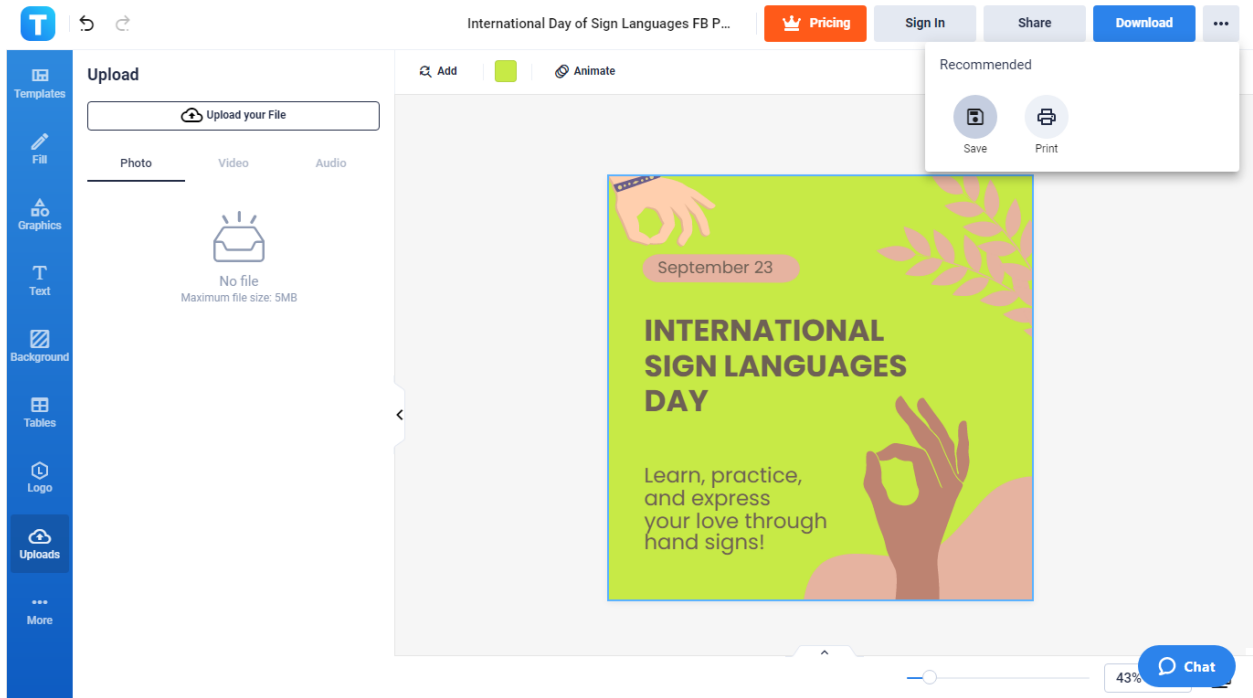 T
International Day of Sign Languages FB P...
Pricing
Sign In
Share
Download
Recommended
Save
Print
Templates
Fill
Graphics
Text
Background
Tables
Logo
Uploads
More
Upload
Upload your File
Photo
Video
Audio
No file
Maximum file size: 5MB
Add
Animate
September 23
INTERNATIONAL
SIGN LANGUAGES
DAY
Learn, practice,
and express
your love through
hand signs!
43%
Chat